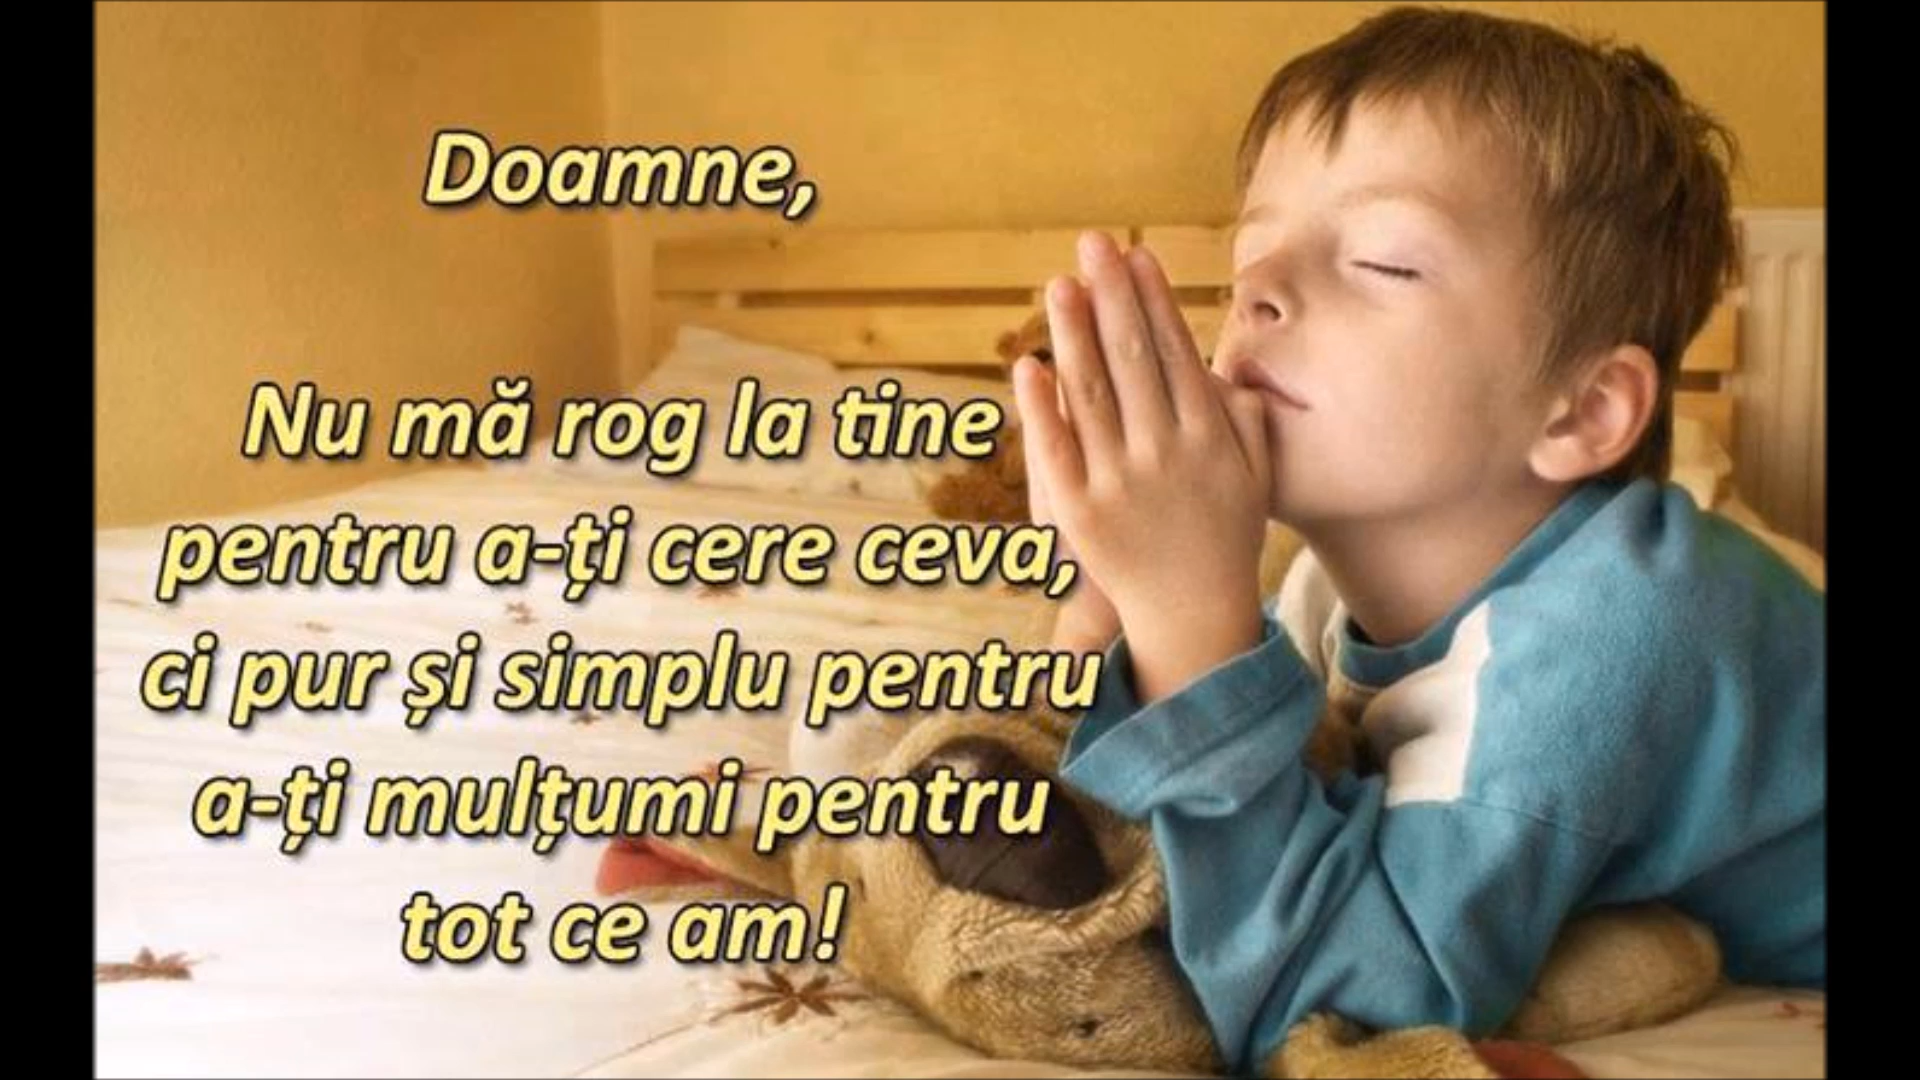 Doamne,
Nu mă rog la tine
pentru a-ți cere ceva,
ci pur și simplu pentru
a-ți mulțumi pentru
tot ce am!